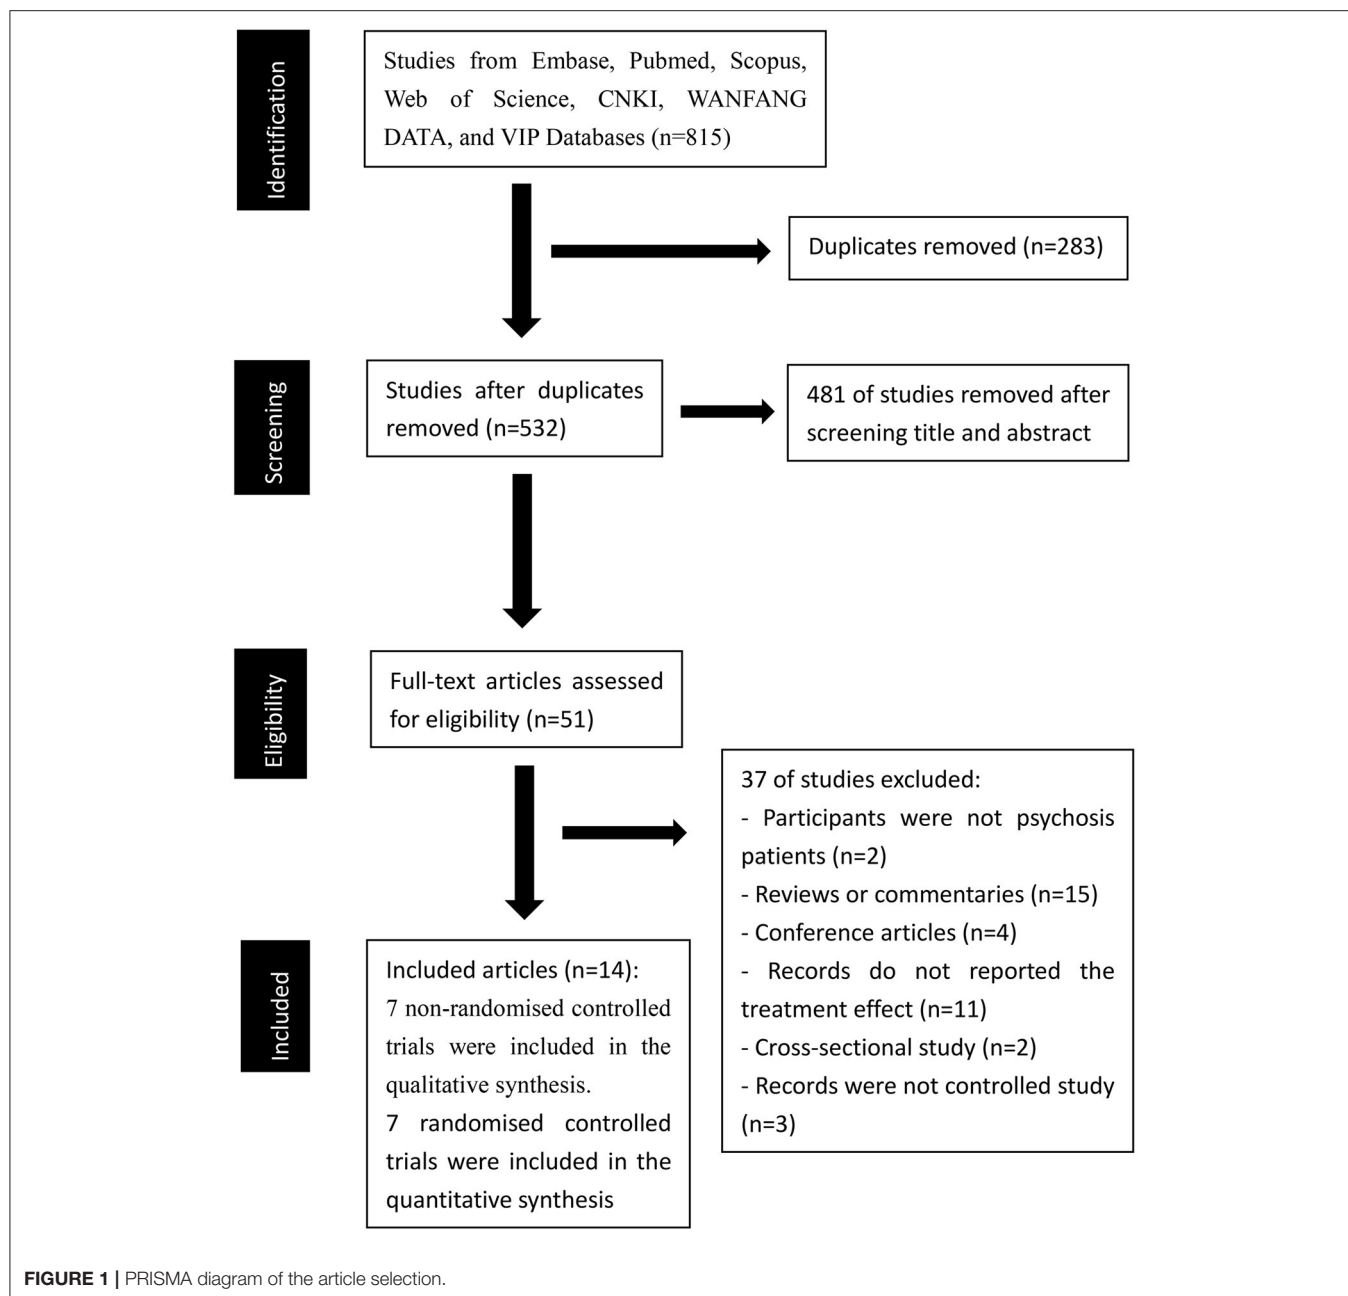 Identification
Studies from Embase, Pubmed, Scopus,
Web of Science, CNKI, WANFANG
DATA, and VIP Databases (n=815)
Duplicates removed (n=283)
Screening
Studies after duplicates
removed (n=532)
481 of studies removed after
screening title and abstract
Eligibility
Full-text articles assessed
for eligibility (n=51)
37 of studies excluded:
- Participants were not psychosis
patients (n=2)
- Reviews or commentaries (n=15)
- Conference articles (n=4)
- Records do not reported the
treatment effect (n=11)
- Cross-sectional study (n=2)
- Records were not controlled study
(n=3)
Included
Included articles (n=14):
7 non-randomised controlled
trials were included in the
qualitative synthesis.
7 randomised controlled
trials were included in the
quantitative synthesis
FIGURE 1 | PRISMA diagram of the article selection.